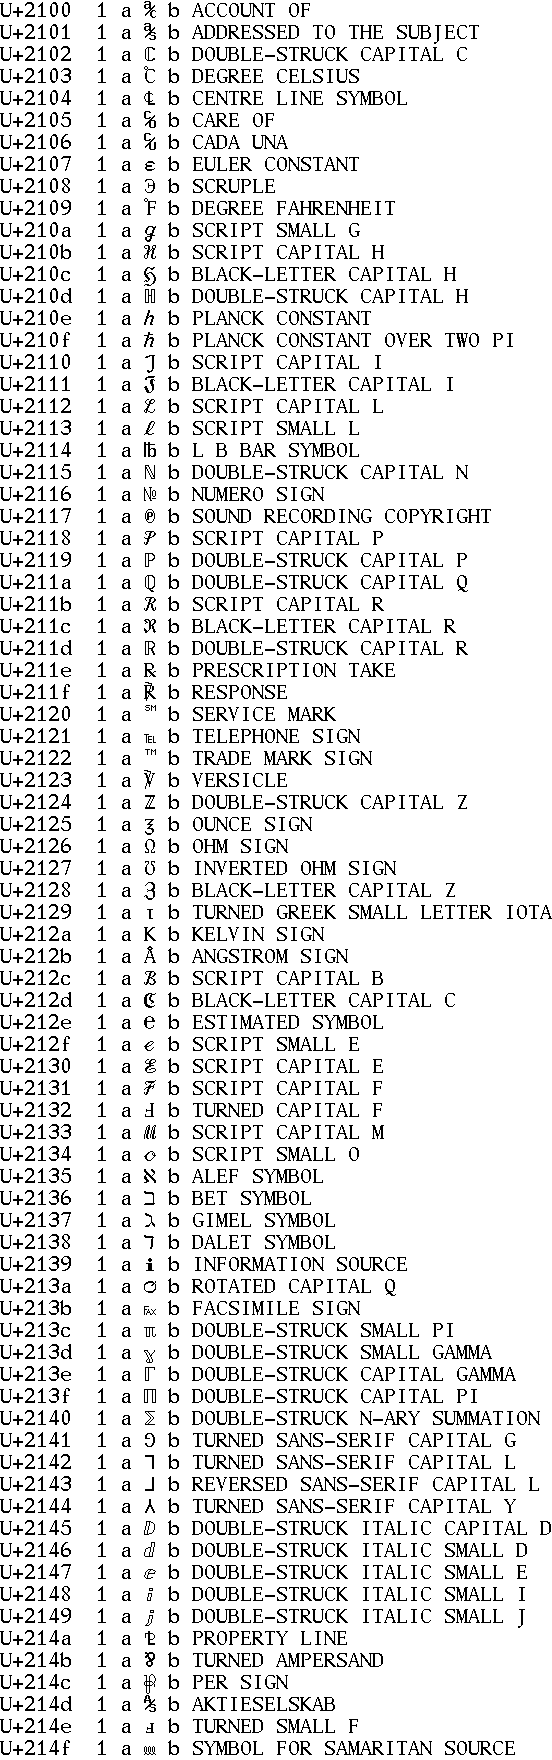 U+2100 1 a ℀ b ACCOUNT OF
U+2101 1 a ℁ b ADDRESSED TO THE SUBJECT
U+2102 1 a ℂ b DOUBLE-STRUCK CAPITAL C
U+2103 1 a ℃ b DEGREE CELSIUS
U+2104 1 a ℄ b CENTRE LINE SYMBOL
U+2105 1 a ℅ b CARE OF
U+2106 1 a ℆ b CADA UNA
U+2107 1 a ℇ b EULER CONSTANT
U+2108 1 a ℈ b SCRUPLE
U+2109 1 a ℉ b DEGREE FAHRENHEIT
U+210a 1 a ℊ b SCRIPT SMALL G
U+210b 1 a ℋ b SCRIPT CAPITAL H
U+210c 1 a ℌ b BLACK-LETTER CAPITAL H
U+210d 1 a ℍ b DOUBLE-STRUCK CAPITAL H
U+210e 1 a ℎ b PLANCK CONSTANT
U+210f 1 a ℏ b PLANCK CONSTANT OVER TWO PI
U+2110 1 a ℐ b SCRIPT CAPITAL I
U+2111 1 a ℑ b BLACK-LETTER CAPITAL I
U+2112 1 a ℒ b SCRIPT CAPITAL L
U+2113 1 a ℓ b SCRIPT SMALL L
U+2114 1 a ℔ b L B BAR SYMBOL
U+2115 1 a ℕ b DOUBLE-STRUCK CAPITAL N
U+2116 1 a № b NUMERO SIGN
U+2117 1 a ℗ b SOUND RECORDING COPYRIGHT
U+2118 1 a ℘ b SCRIPT CAPITAL P
U+2119 1 a ℙ b DOUBLE-STRUCK CAPITAL P
U+211a 1 a ℚ b DOUBLE-STRUCK CAPITAL Q
U+211b 1 a ℛ b SCRIPT CAPITAL R
U+211c 1 a ℜ b BLACK-LETTER CAPITAL R
U+211d 1 a ℝ b DOUBLE-STRUCK CAPITAL R
U+211e 1 a ℞ b PRESCRIPTION TAKE
U+211f 1 a ℟ b RESPONSE
U+2120 1 a ℠ b SERVICE MARK
U+2121 1 a ℡ b TELEPHONE SIGN
U+2122 1 a ™ b TRADE MARK SIGN
U+2123 1 a ℣ b VERSICLE
U+2124 1 a ℤ b DOUBLE-STRUCK CAPITAL Z
U+2125 1 a ℥ b OUNCE SIGN
U+2126 1 a Ω b OHM SIGN
U+2127 1 a ℧ b INVERTED OHM SIGN
U+2128 1 a ℨ b BLACK-LETTER CAPITAL Z
U+2129 1 a ℩ b TURNED GREEK SMALL LETTER IOTA
U+212a 1 a K b KELVIN SIGN
U+212b 1 a Å b ANGSTROM SIGN
U+212c 1 a ℬ b SCRIPT CAPITAL B
U+212d 1 a ℭ b BLACK-LETTER CAPITAL C
U+212e 1 a ℮ b ESTIMATED SYMBOL
U+212f 1 a ℯ b SCRIPT SMALL E
U+2130 1 a ℰ b SCRIPT CAPITAL E
U+2131 1 a ℱ b SCRIPT CAPITAL F
U+2132 1 a Ⅎ b TURNED CAPITAL F
U+2133 1 a ℳ b SCRIPT CAPITAL M
U+2134 1 a ℴ b SCRIPT SMALL O
U+2135 1 a ℵ b ALEF SYMBOL
U+2136 1 a ℶ b BET SYMBOL
U+2137 1 a ℷ b GIMEL SYMBOL
U+2138 1 a ℸ b DALET SYMBOL
U+2139 1 a ℹ b INFORMATION SOURCE
U+213a 1 a ℺ b ROTATED CAPITAL Q
U+213b 1 a ℻ b FACSIMILE SIGN
U+213c 1 a ℼ b DOUBLE-STRUCK SMALL PI
U+213d 1 a ℽ b DOUBLE-STRUCK SMALL GAMMA
U+213e 1 a ℾ b DOUBLE-STRUCK CAPITAL GAMMA
U+213f 1 a ℿ b DOUBLE-STRUCK CAPITAL PI
U+2140 1 a ⅀ b DOUBLE-STRUCK N-ARY SUMMATION
U+2141 1 a ⅁ b TURNED SANS-SERIF CAPITAL G
U+2142 1 a ⅂ b TURNED SANS-SERIF CAPITAL L
U+2143 1 a ⅃ b REVERSED SANS-SERIF CAPITAL L
U+2144 1 a ⅄ b TURNED SANS-SERIF CAPITAL Y
U+2145 1 a ⅅ b DOUBLE-STRUCK ITALIC CAPITAL D
U+2146 1 a ⅆ b DOUBLE-STRUCK ITALIC SMALL D
U+2147 1 a ⅇ b DOUBLE-STRUCK ITALIC SMALL E
U+2148 1 a ⅈ b DOUBLE-STRUCK ITALIC SMALL I
U+2149 1 a ⅉ b DOUBLE-STRUCK ITALIC SMALL J
U+214a 1 a ⅊ b PROPERTY LINE
U+214b 1 a ⅋ b TURNED AMPERSAND
U+214c 1 a ⅌ b PER SIGN
U+214d 1 a ⅍ b AKTIESELSKAB
U+214e 1 a ⅎ b TURNED SMALL F
U+214f 1 a ⅏ b SYMBOL FOR SAMARITAN SOURCE